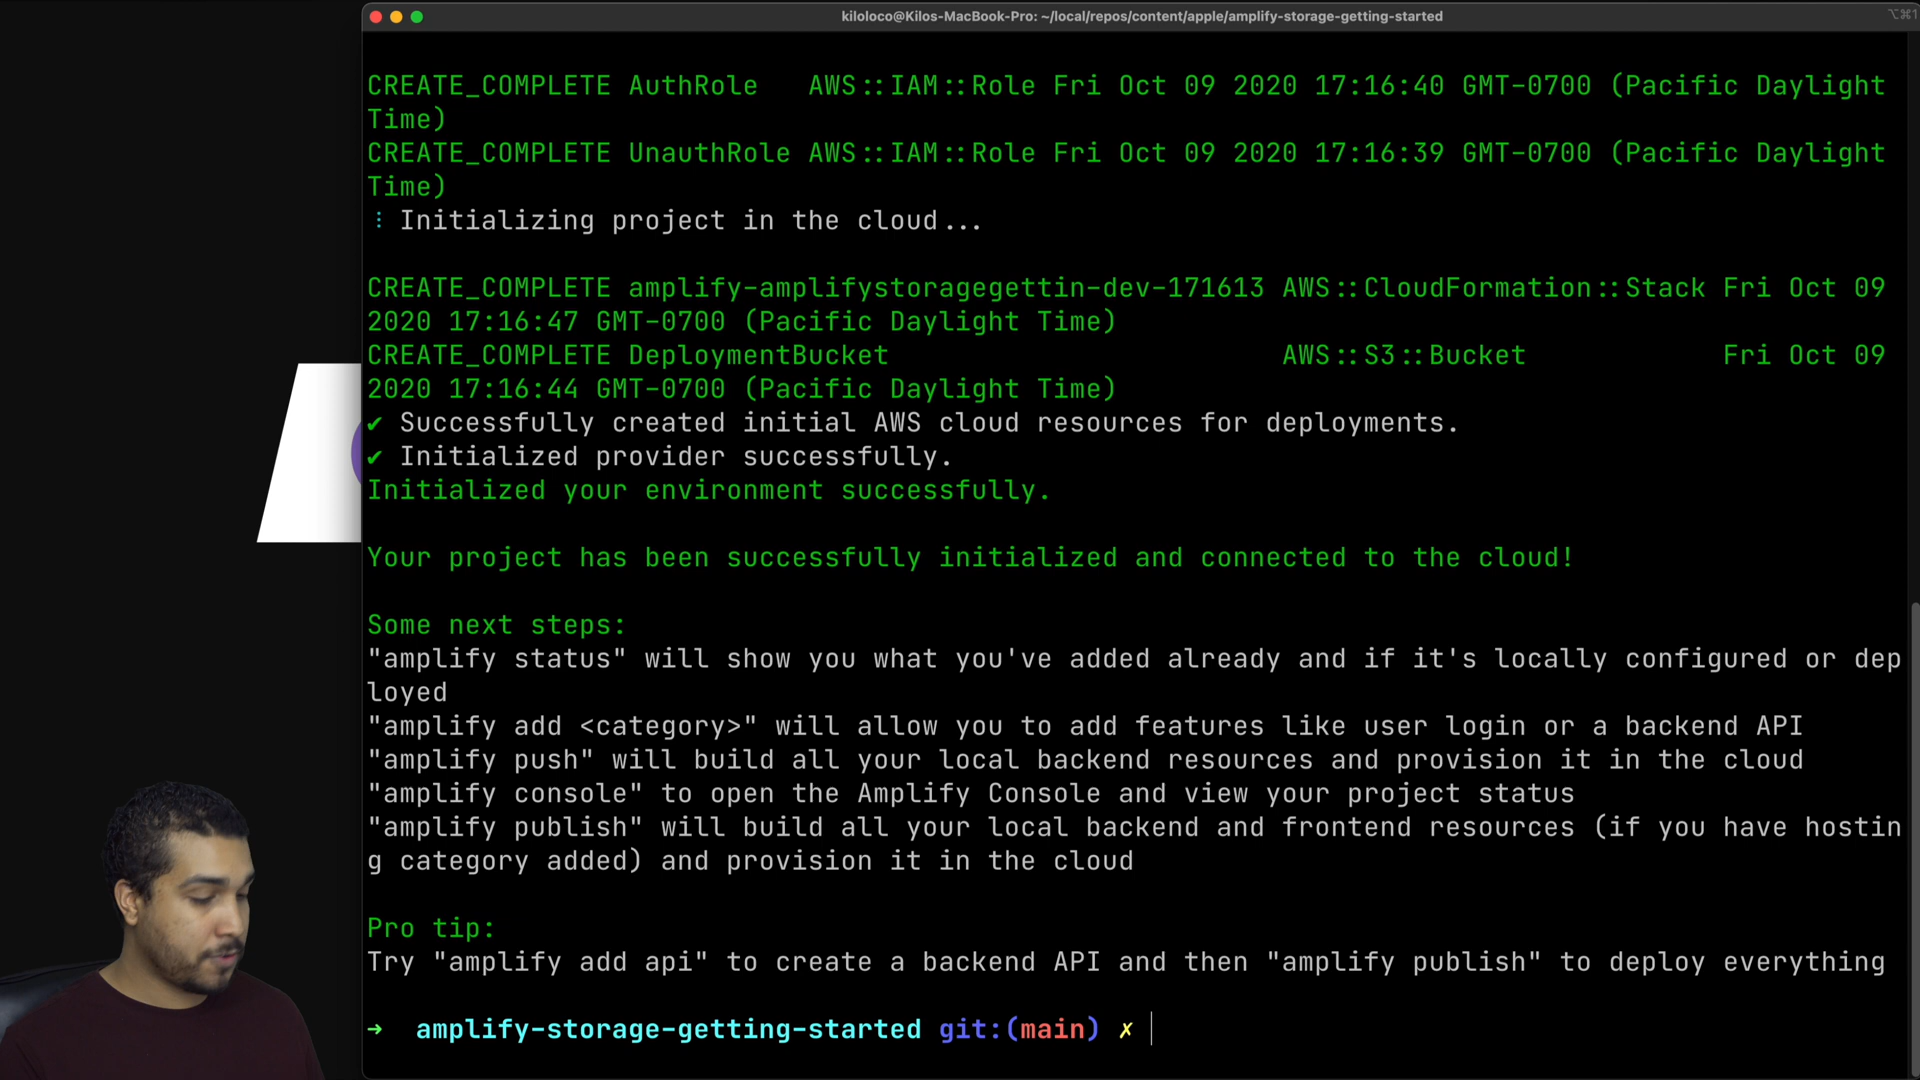 kiloloco@Kilos-MacBook-Pro: ~/local/repos/content/apple/amplify-storage-getting-started
⌥⌘1
CREATE_COMPLETE AuthRole   AWS::IAM::Role Fri Oct 09 2020 17:16:40 GMT-0700 (Pacific Daylight
Time)
CREATE_COMPLETE UnauthRole AWS::IAM::Role Fri Oct 09 2020 17:16:39 GMT-0700 (Pacific Daylight
Time)
⋮ Initializing project in the cloud...
CREATE_COMPLETE amplify-amplifystoragegettin-dev-171613 AWS::CloudFormation::Stack Fri Oct 09
2020 17:16:47 GMT-0700 (Pacific Daylight Time)
CREATE_COMPLETE DeploymentBucket                        AWS::S3::Bucket            Fri Oct 09
2020 17:16:44 GMT-0700 (Pacific Daylight Time)
✔ Successfully created initial AWS cloud resources for deployments.
✔ Initialized provider successfully.
Initialized your environment successfully.
Your project has been successfully initialized and connected to the cloud!
Some next steps:
"amplify status" will show you what you've added already and if it's locally configured or dep
loyed
"amplify add <category>" will allow you to add features like user login or a backend API
"amplify push" will build all your local backend resources and provision it in the cloud
"amplify console" to open the Amplify Console and view your project status
"amplify publish" will build all your local backend and frontend resources (if you have hostin
g category added) and provision it in the cloud
Pro tip:
Try "amplify add api" to create a backend API and then "amplify publish" to deploy everything
➜  amplify-storage-getting-started git:(main) ✗